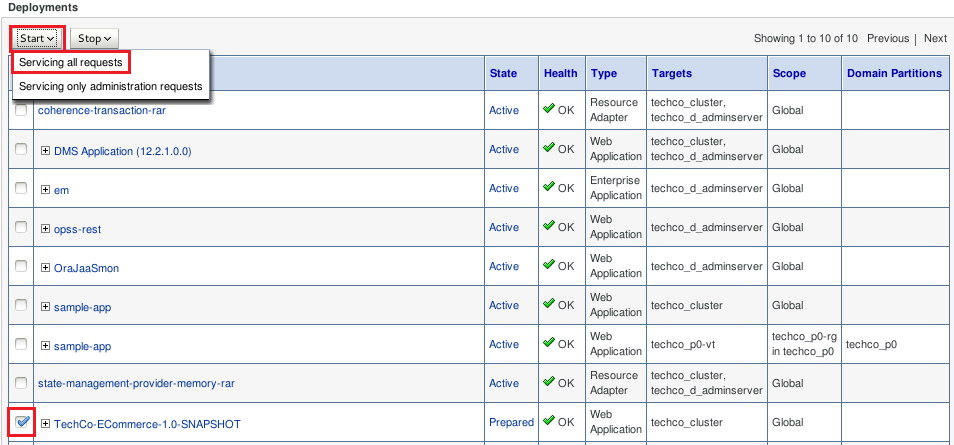 Deployments
Start Stop Showing 1 to 10 of 10 Previous | Next
Servicing all requests
Servicing only administration requests
State Health Type Targets Scope Domain Partitions
coherence-transaction-rar Active OK Resource Adapter techco_cluster, techco_d_adminserver Global
DMS Application (12.2.1.0.0) Active OK Web Application techco_cluster, techco_d_adminserver Global
em Active OK Enterprise Application techco_d_adminserver Global
opss-rest Active OK Web Application techco_d_adminserver Global
OraJaaSmon Active OK Web Application techco_d_adminserver Global
sample-app Active OK Web Application techco_cluster Global
sample-app Active OK Web Application techco_p0-vt techco_p0-rg in techco_p0 techco_p0
state-management-provider-memory-rar Active OK Resource Adapter techco_cluster, techco_d_adminserver Global
TechCo-ECommerce-1.0-SNAPSHOT Prepared OK Web Application techco_cluster Global